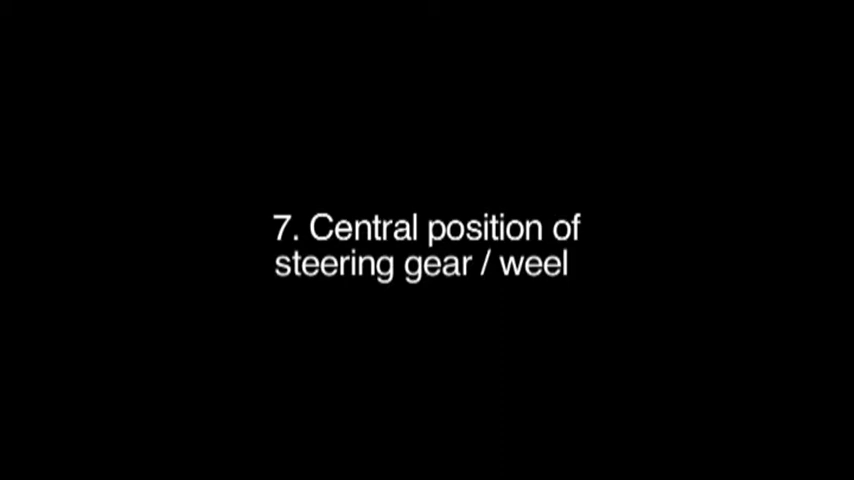 7. Central position of
steering gear / weel